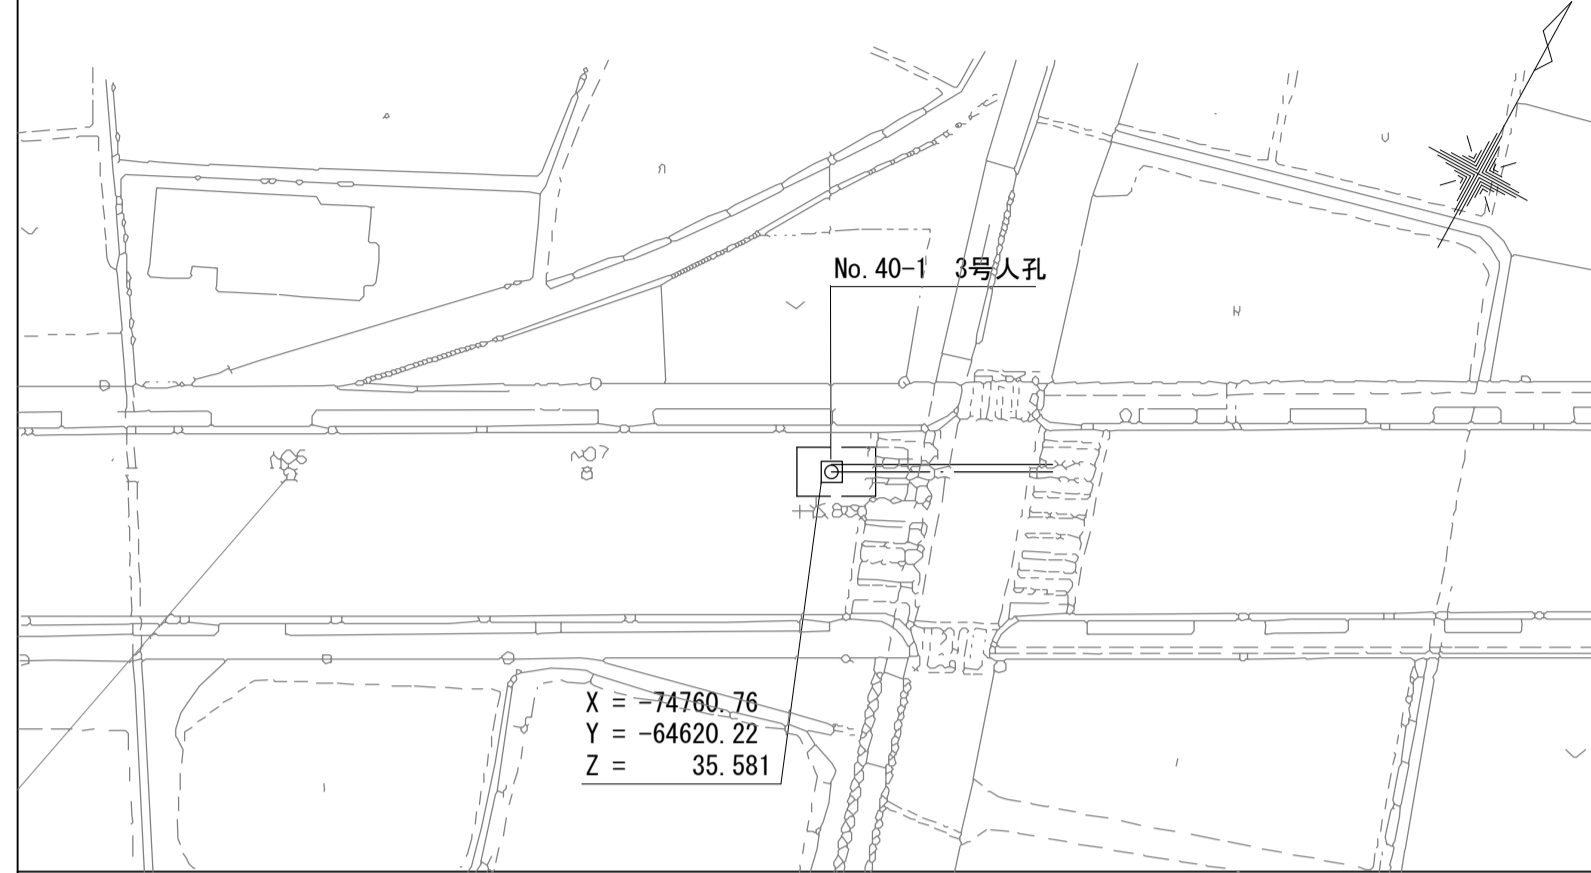 No. 40-1 3号人孔
X = -74760.76
Y = -64620.22
Z = 35.581